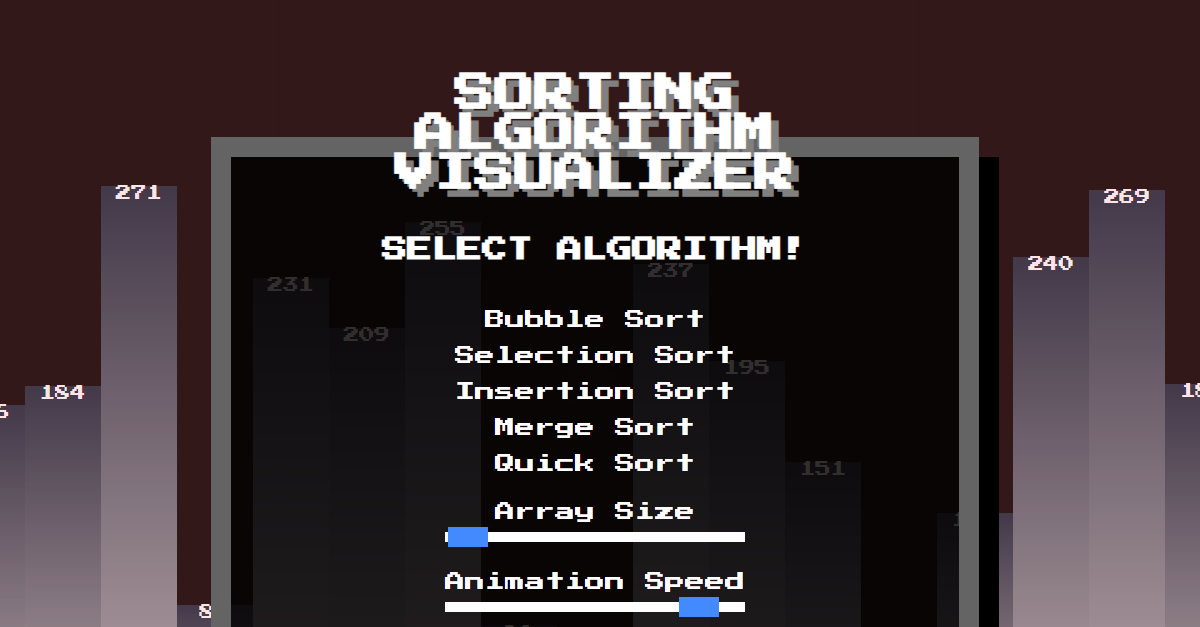 SORTING
ALGORITHM
VISUALIZER
271
269
255
SELECT ALGORITHM!
240
237
231
Bubble Sort
209
Selection Sort
195
184
Insertion Sort
Merge Sort
Quick Sort
151
Array Size
Animation Speed